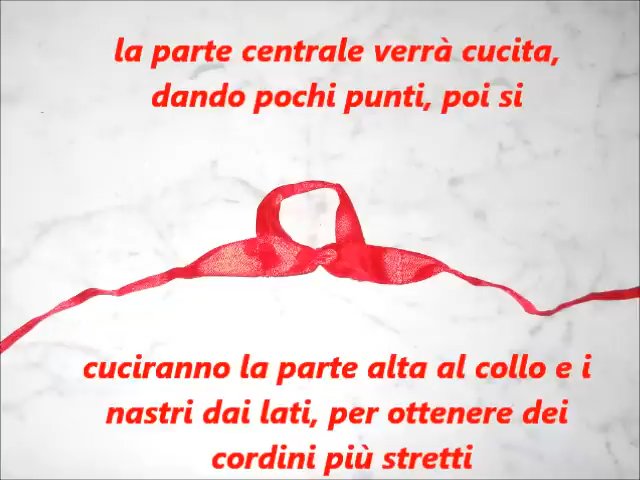 la parte centrale verrà cucita,
dando pochi punti, poi si
cuciranno la parte alta al collo e i
nastri dai lati, per ottenere dei
cordini più stretti